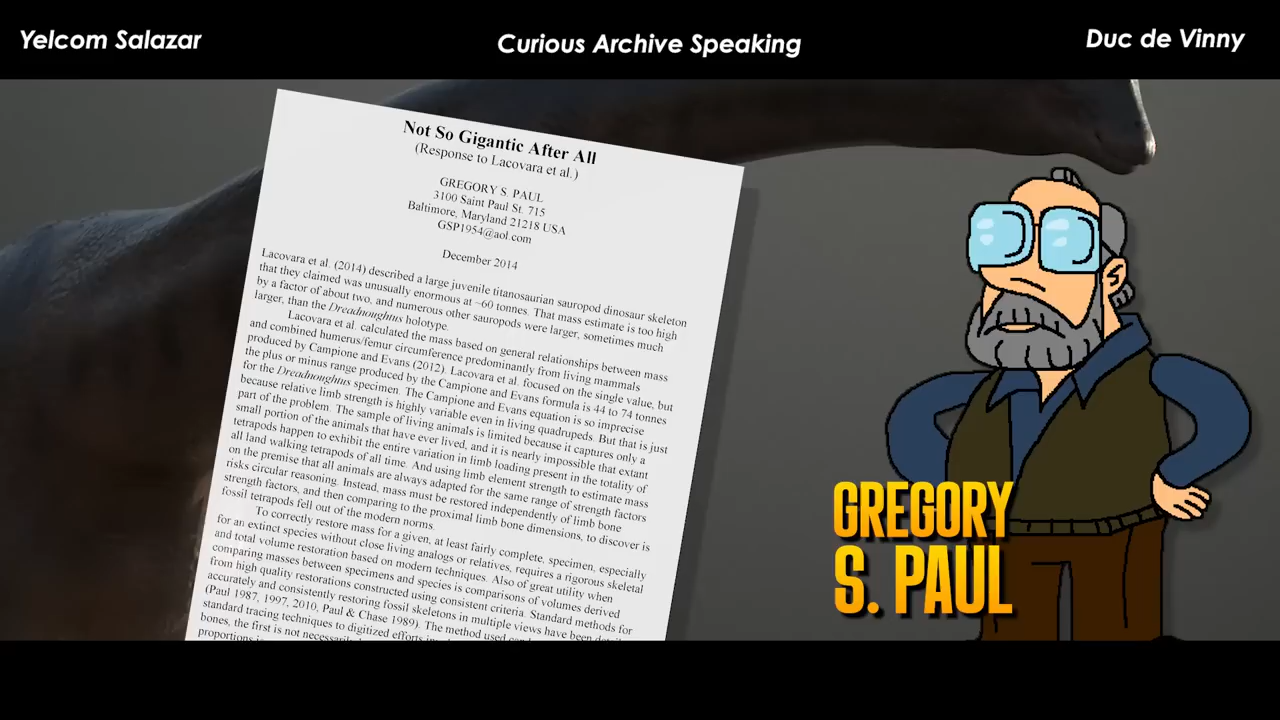 Yelcom Salazar
Curious Archive Speaking
Duc de Vinny
Not So Gigantic After All
(Response to Lacovara et al.)
GREGORY S. PAUL
3100 Saint Paul St. 715
Baltimore, Maryland 21218 USA
GSP1954@aol.com
December 2014
Lacovara et al. (2014) described a large juvenile titanosaurian sauropod dinosaur skeleton
that they claimed was unusually enormous at ~60 tonnes. That mass estimate is too high
by a factor of about two, and numerous other sauropods were larger, sometimes much
larger, than the Dreadnoughtus holotype.
Lacovara et al. calculated the mass based on general relationships between mass
and combined humerus/femur circumference predominantly from living mammals
produced by Campione and Evans (2012). Lacovara et al. focused on the single value, but
the plus or minus range produced by the Campione and Evans formula is 44 to 74 tonnes
for the Dreadnoughtus specimen. The Campione and Evans equation is so imprecise
because relative limb strength is highly variable even in living quadrupeds. But that is just
part of the problem. The sample of living animals is limited because it captures only a
small portion of the animals that have ever lived, and it is nearly impossible that extant
tetrapods happen to exhibit the entire variation in limb loading present in the totality of
all land walking tetrapods of all time. And using limb element strength to estimate mass
on the premise that all animals are always adapted for the same range of strength factors
risks circular reasoning. Instead, mass must be restored independently of limb bone
strength factors, and then comparing to the proximal limb bone dimensions, to discover is
fossil tetrapods fell out of the modern norms.
To correctly restore mass for a given, at least fairly complete, specimen, especially
for an extinct species without close living analogs or relatives, requires a rigorous skeletal
and total volume restoration based on modern techniques. Also of great utility when
comparing masses between specimens and species is comparisons of volumes derived
from high quality restorations constructed using consistent criteria. Standard methods for
accurately and consistently restoring fossil skeletons in multiple views have been
(Paul 1987, 1997, 2010, Paul & Chase 1989). The method used
standard tracing techniques to digitized efforts
bones, the first is not
proportions
GREGORY
S. PAUL